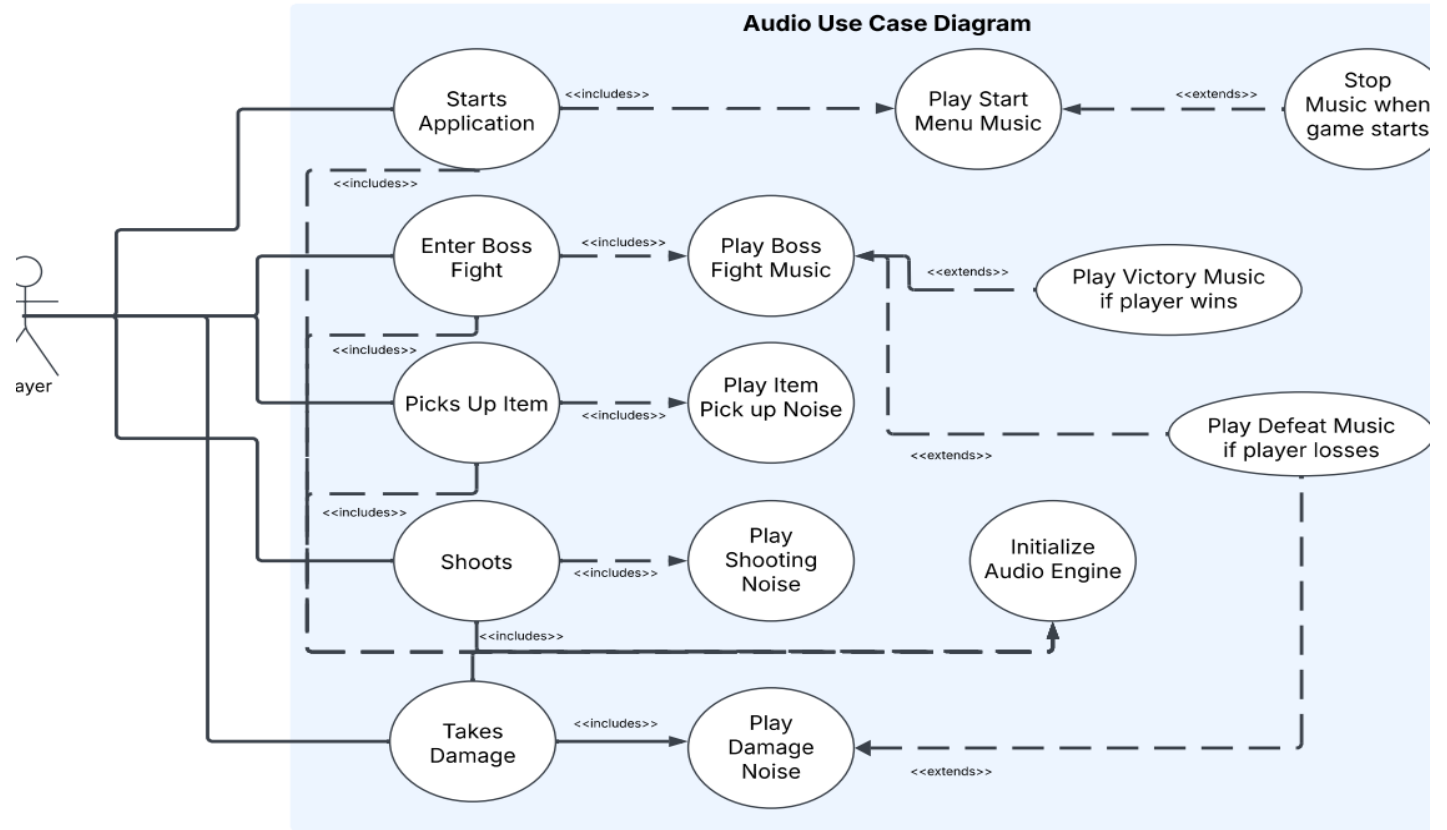 Audio Use Case Diagram
Starts
Application
<<includes>>
Play Start
Menu Music
<<extends>>
Stop
Music when
game starts
<<includes>>
Enter Boss
Fight
<<includes>>
Play Boss
Fight Music
<<extends>>
Play Victory Music
if player wins
<<includes>>
ayer
Picks Up Item
<<includes>>
Play Item
Pick up Noise
Play Defeat Music
if player losses
<<extends>>
<<includes>>
Shoots
<<includes>>
Play
Shooting
Noise
Initialize
Audio Engine
<<includes>>
Takes
Damage
<<includes>>
Play
Damage
Noise
<<extends>>